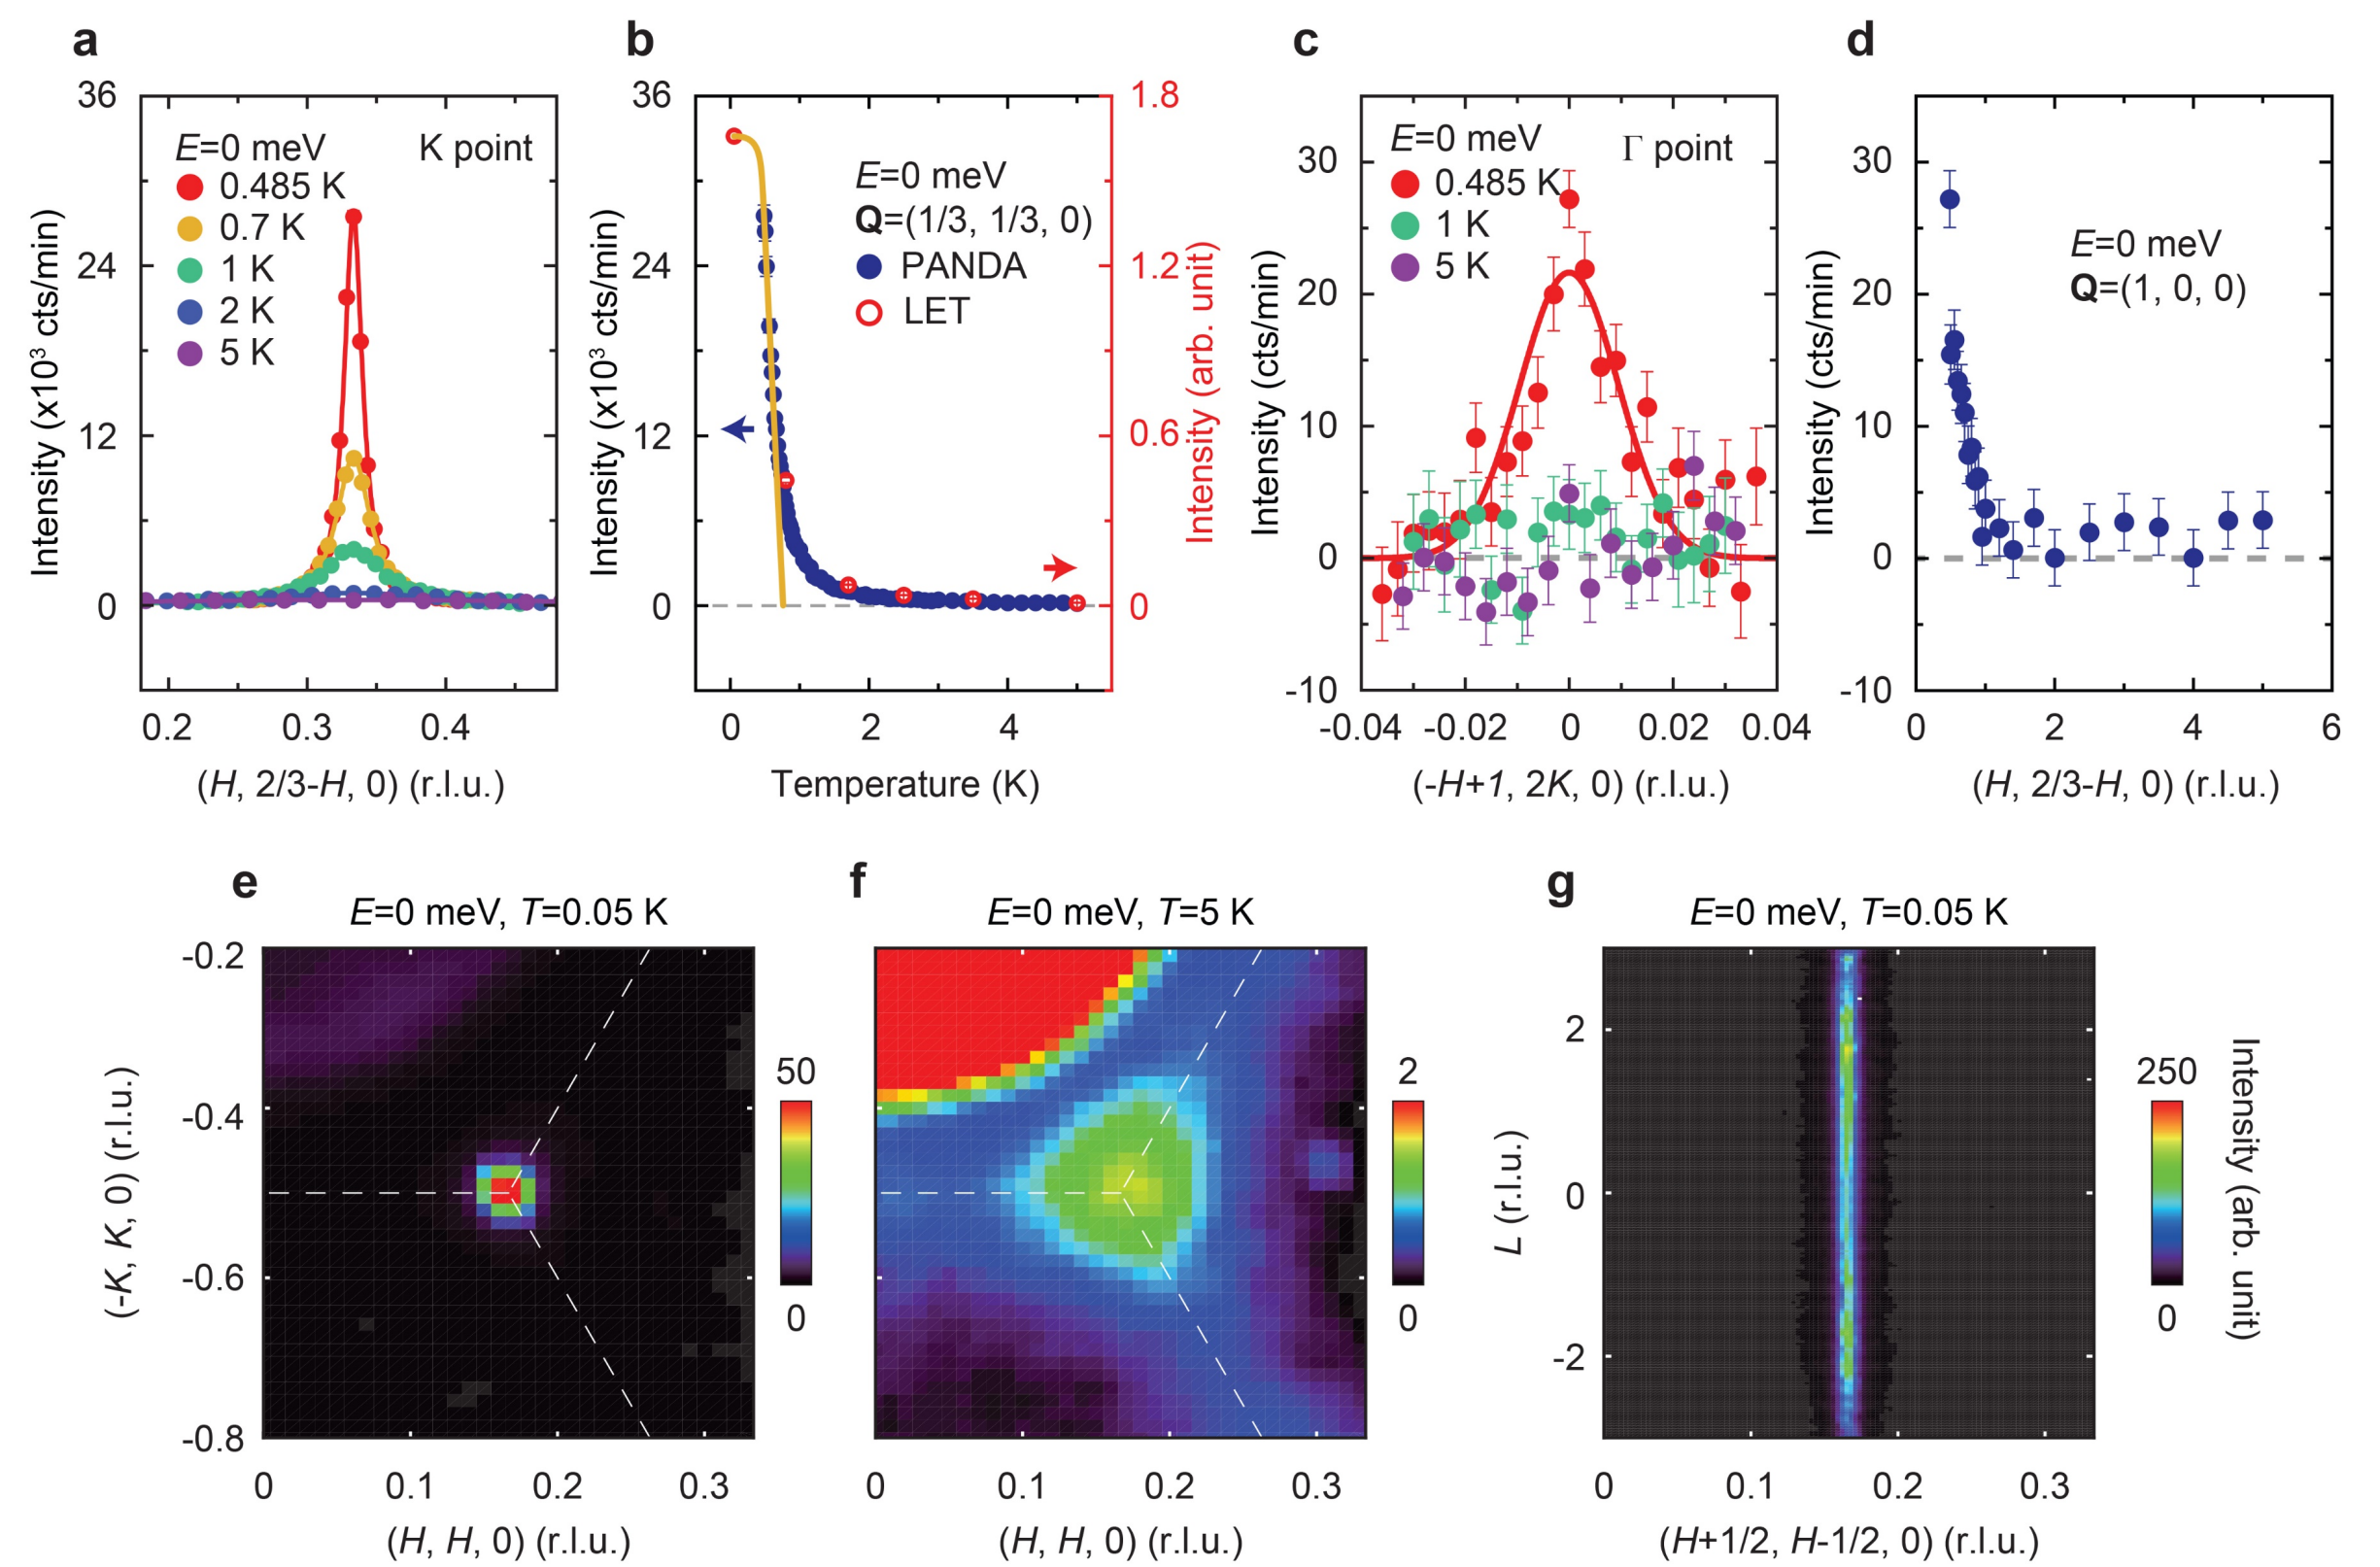 a
36
24
12
0
Intensity (x10³ cts/min)
E=0 meV
K point
0.485 K
0.7 K
1 K
2 K
5 K
0.2
0.3
0.4
(H, 2/3-H, 0) (r.l.u.)
b
36
24
12
0
Intensity (x10³ cts/min)
E=0 meV
Q=(1/3, 1/3, 0)
PANDA
LET
1.8
1.2
0.6
0
Intensity (arb. unit)
0
2
4
Temperature (K)
c
30
20
10
0
-10
Intensity (cts/min)
E=0 meV
Γ point
0.485 K
1 K
5 K
-0.04
-0.02
0
0.02
0.04
(-H+1, 2K, 0) (r.l.u.)
d
30
20
10
0
-10
Intensity (cts/min)
E=0 meV
Q=(1, 0, 0)
0
2
4
6
(H, 2/3-H, 0) (r.l.u.)
e
E=0 meV, T=0.05 K
-0.2
-0.4
-0.6
-0.8
(-K, K, 0) (r.l.u.)
50
0
0
0.1
0.2
0.3
(H, H, 0) (r.l.u.)
f
E=0 meV, T=5 K
2
0
0
0.1
0.2
0.3
(H, H, 0) (r.l.u.)
g
E=0 meV, T=0.05 K
2
0
-2
L (r.l.u.)
250
0
Intensity (arb. unit)
0
0.1
0.2
0.3
(H+1/2, H-1/2, 0) (r.l.u.)